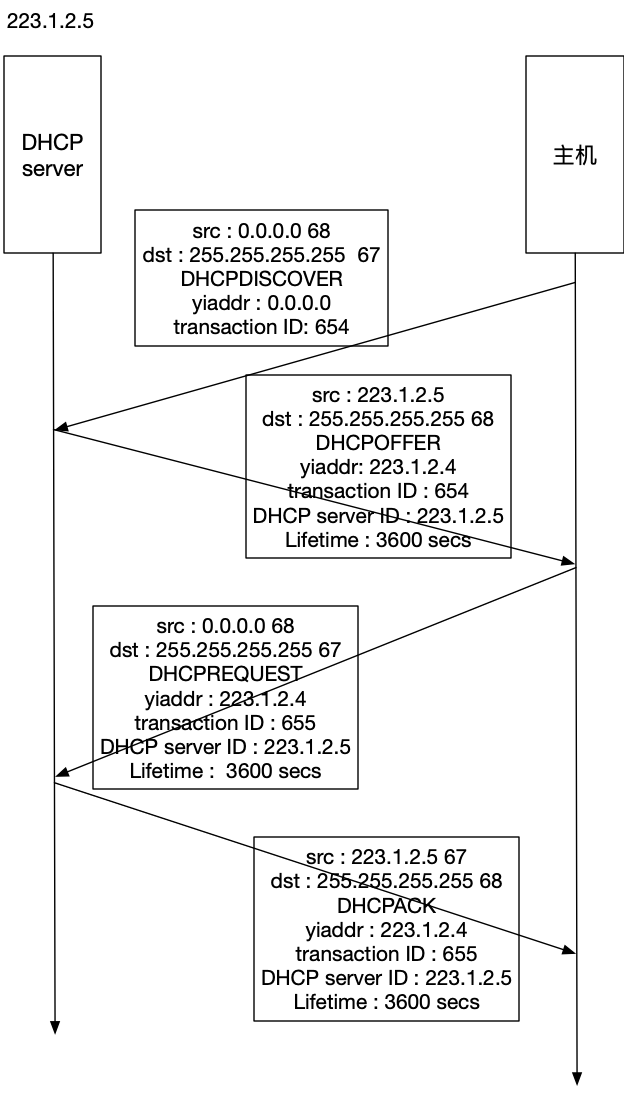 223.1.2.5
DHCP
server
主机
src : 0.0.0.0 68
dst : 255.255.255.255  67
DHCPDISCOVER
yiaddr : 0.0.0.0
transaction ID: 654
src : 223.1.2.5
dst : 255.255.255.255 68
DHCPOFFER
yiaddr: 223.1.2.4
transaction ID : 654
DHCP server ID : 223.1.2.5
Lifetime : 3600 secs
src : 0.0.0.0 68
dst : 255.255.255.255 67
DHCPREQUEST
yiaddr : 223.1.2.4
transaction ID : 655
DHCP server ID : 223.1.2.5
Lifetime :  3600 secs
src : 223.1.2.5 67
dst : 255.255.255.255 68
DHCPACK
yiaddr : 223.1.2.4
transaction ID : 655
DHCP server ID : 223.1.2.5
Lifetime : 3600 secs